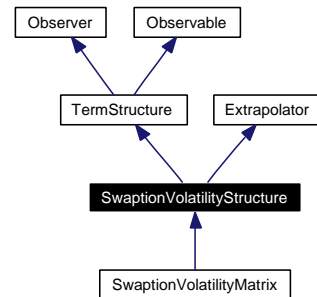 Observer Observable
TermStructure Extrapolator
SwaptionVolatilityStructure
SwaptionVolatilityMatrix